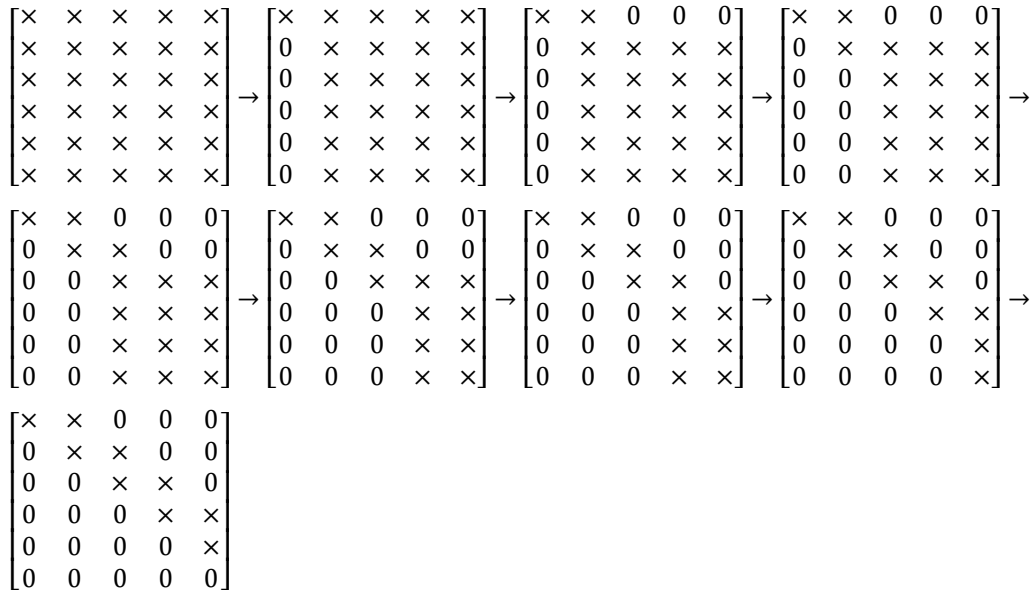 [× × × × ×] [× × × × ×] [× × 0 0 0] [× × 0 0 0]
[× × × × ×] [0 × × × ×] [0 × × × ×] [0 × × × ×]
[× × × × ×] [0 × × × ×] [0 × × × ×] [0 0 × × ×]
[× × × × ×] → [0 × × × ×] → [0 × × × ×] → [0 0 × × ×] →
[× × × × ×] [0 × × × ×] [0 × × × ×] [0 0 × × ×]
[× × × × ×] [0 × × × ×] [0 × × × ×] [0 0 × × ×]
[× × 0 0 0] [× × 0 0 0] [× × 0 0 0] [× × 0 0 0]
[0 × × 0 0] [0 × × 0 0] [0 × × 0 0] [0 × × 0 0]
[0 0 × × ×] [0 0 × × ×] [0 0 × × 0] [0 0 × × 0]
[0 0 × × ×] → [0 0 0 × ×] → [0 0 0 × ×] → [0 0 0 × ×] →
[0 0 × × ×] [0 0 0 × ×] [0 0 0 × ×] [0 0 0 0 ×]
[0 0 × × ×] [0 0 0 × ×] [0 0 0 × ×] [0 0 0 0 ×]
[× × 0 0 0]
[0 × × 0 0]
[0 0 × × 0]
[0 0 0 × ×]
[0 0 0 0 ×]
[0 0 0 0 0]